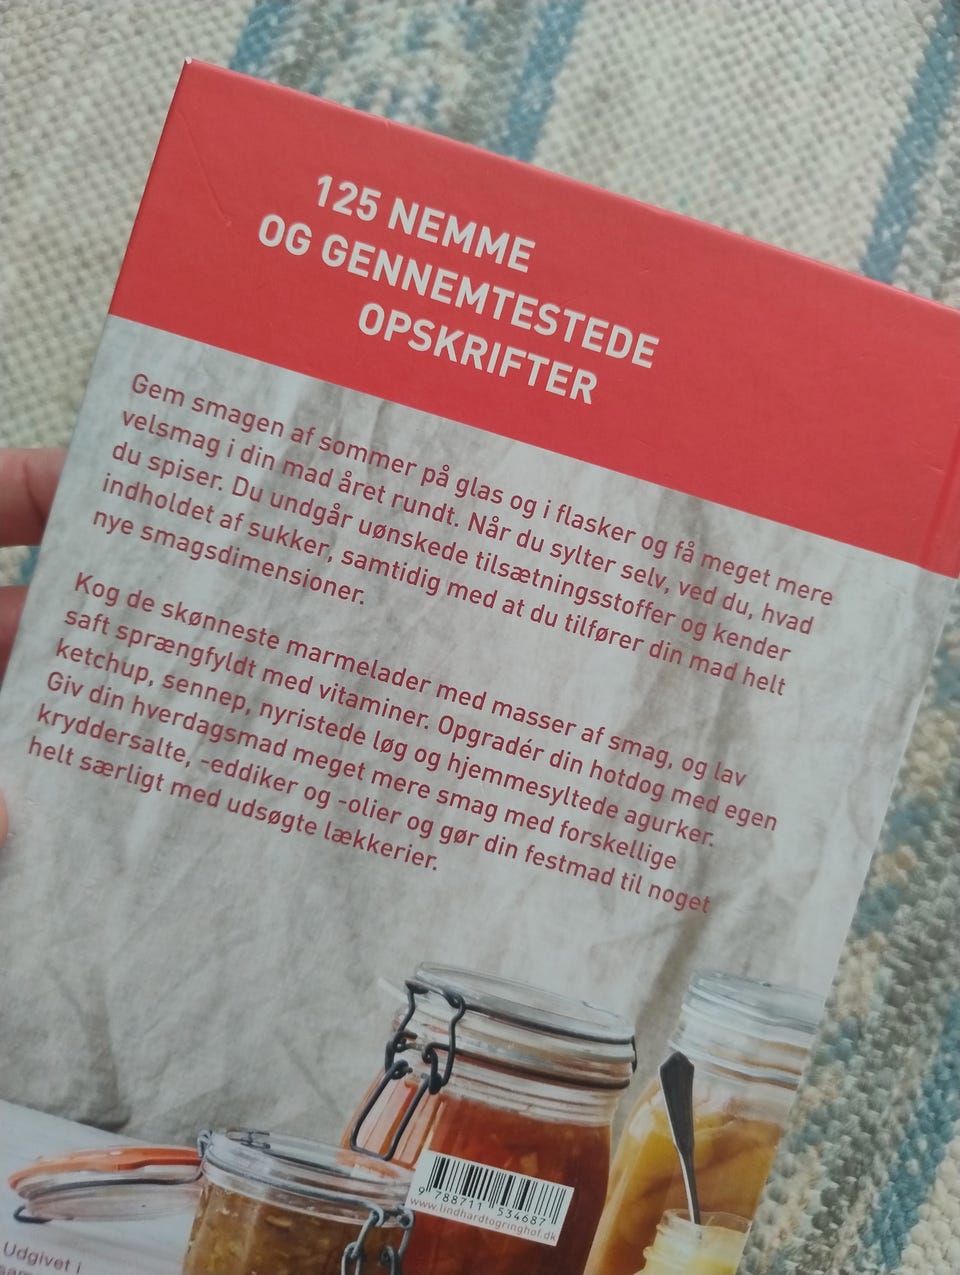 125 NEMME
OG GENNEMTESTEDE
OPSKRIFTER
Gem smagen af sommer på glas og i flasker og få meget mere
velsmag i din mad året rundt. Når du sylter selv, ved du, hvad
du spiser. Du undgår uønskede tilsætningsstoffer og kender
indholdet af sukker, samtidig med at du tilfører din mad helt
nye smagsdimensioner.
Kog de skønneste marmelader med masser af smag, og lav
saft sprængfyldt med vitaminer. Opgradér din hotdog med egen
ketchup, sennep, nyristede løg og hjemmesyltede agurker.
Giv din hverdagsmad meget mere smag med forskellige
kryddersalte, -eddiker og -olier og gør din festmad til noget
helt særligt med udsøgte lækkerier.
9 788711 534687
www.lindhardtogringhof.dk
Udgivet i